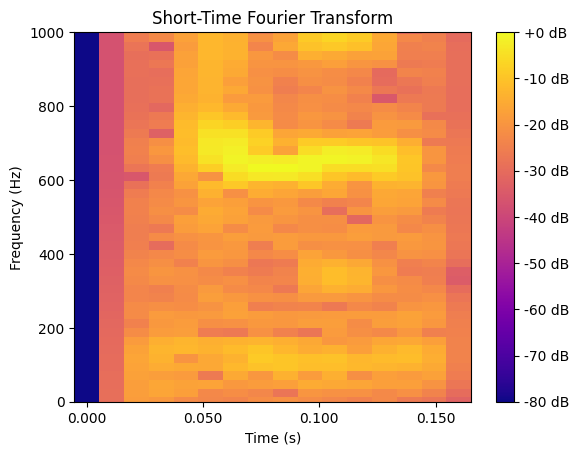 Short-Time Fourier Transform
Frequency (Hz)
1000
800
600
400
200
0
0.000
0.050
0.100
0.150
Time (s)
+0 dB
-10 dB
-20 dB
-30 dB
-40 dB
-50 dB
-60 dB
-70 dB
-80 dB